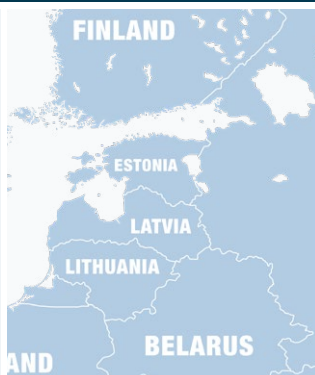 FINLAND
ESTONIA
LATVIA
LITHUANIA
BELARUS
AND